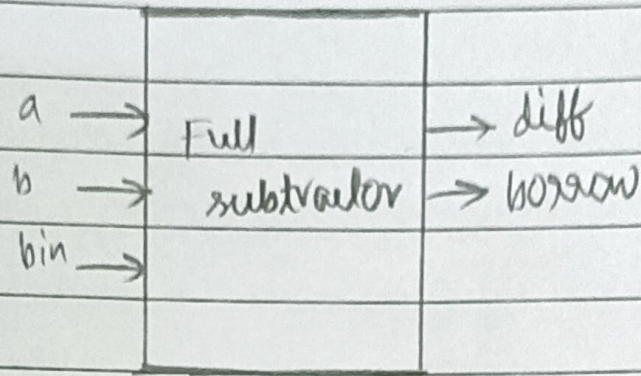 a → Full → diff
b → subtractor → borrow
bin →